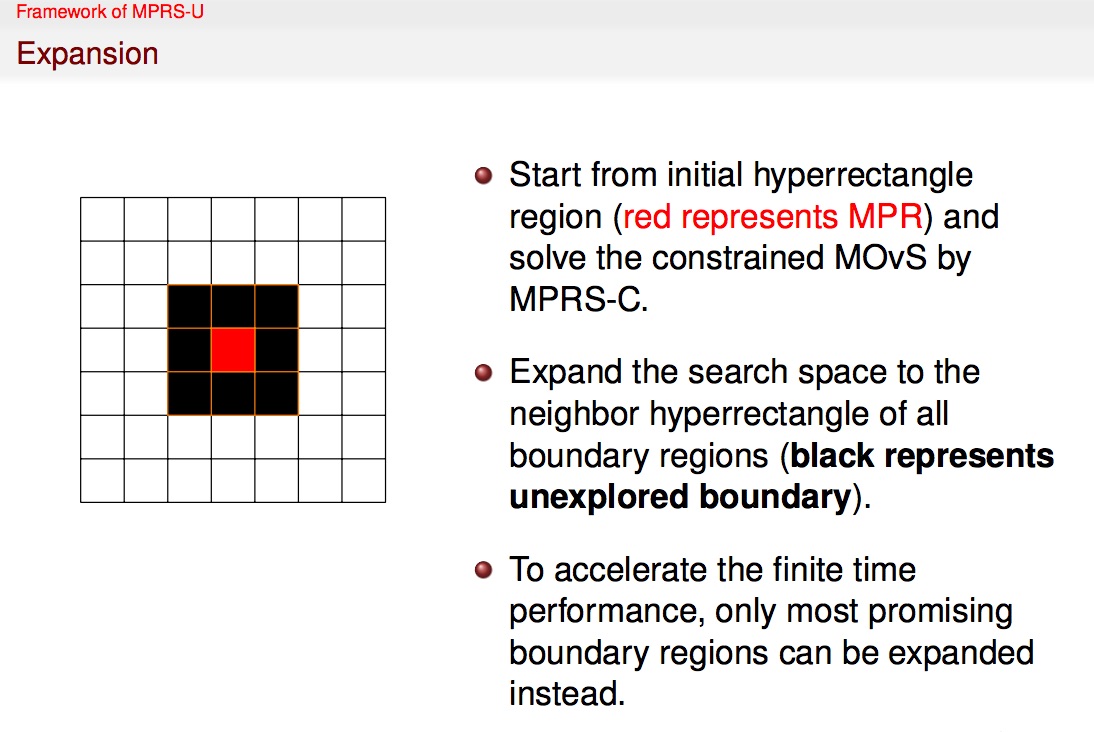 Framework of MPRS-U
Expansion
Start from initial hyperrectangle
region (red represents MPR) and
solve the constrained MOvS by
MPRS-C.
Expand the search space to the
neighbor hyperrectangle of all
boundary regions (black represents
unexplored boundary).
To accelerate the finite time
performance, only most promising
boundary regions can be expanded
instead.